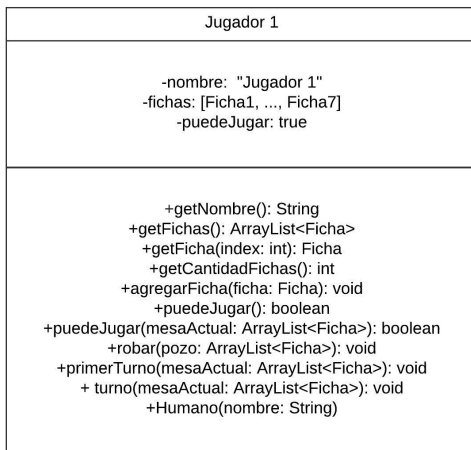 Jugador 1
-nombre: "Jugador 1"
-fichas: [Ficha1, ..., Ficha7]
-puedeJugar: true
+getNombre(): String
+getFichas(): ArrayList<Ficha>
+getFicha(index: int): Ficha
+getCantidadFichas(): int
+agregarFicha(ficha: Ficha): void
+puedeJugar(): boolean
+puedeJugar(mesaActual: ArrayList<Ficha>): boolean
+robar(pozo: ArrayList<Ficha>): void
+primerTurno(mesaActual: ArrayList<Ficha>): void
+ turno(mesaActual: ArrayList<Ficha>): void
+Humano(nombre: String)